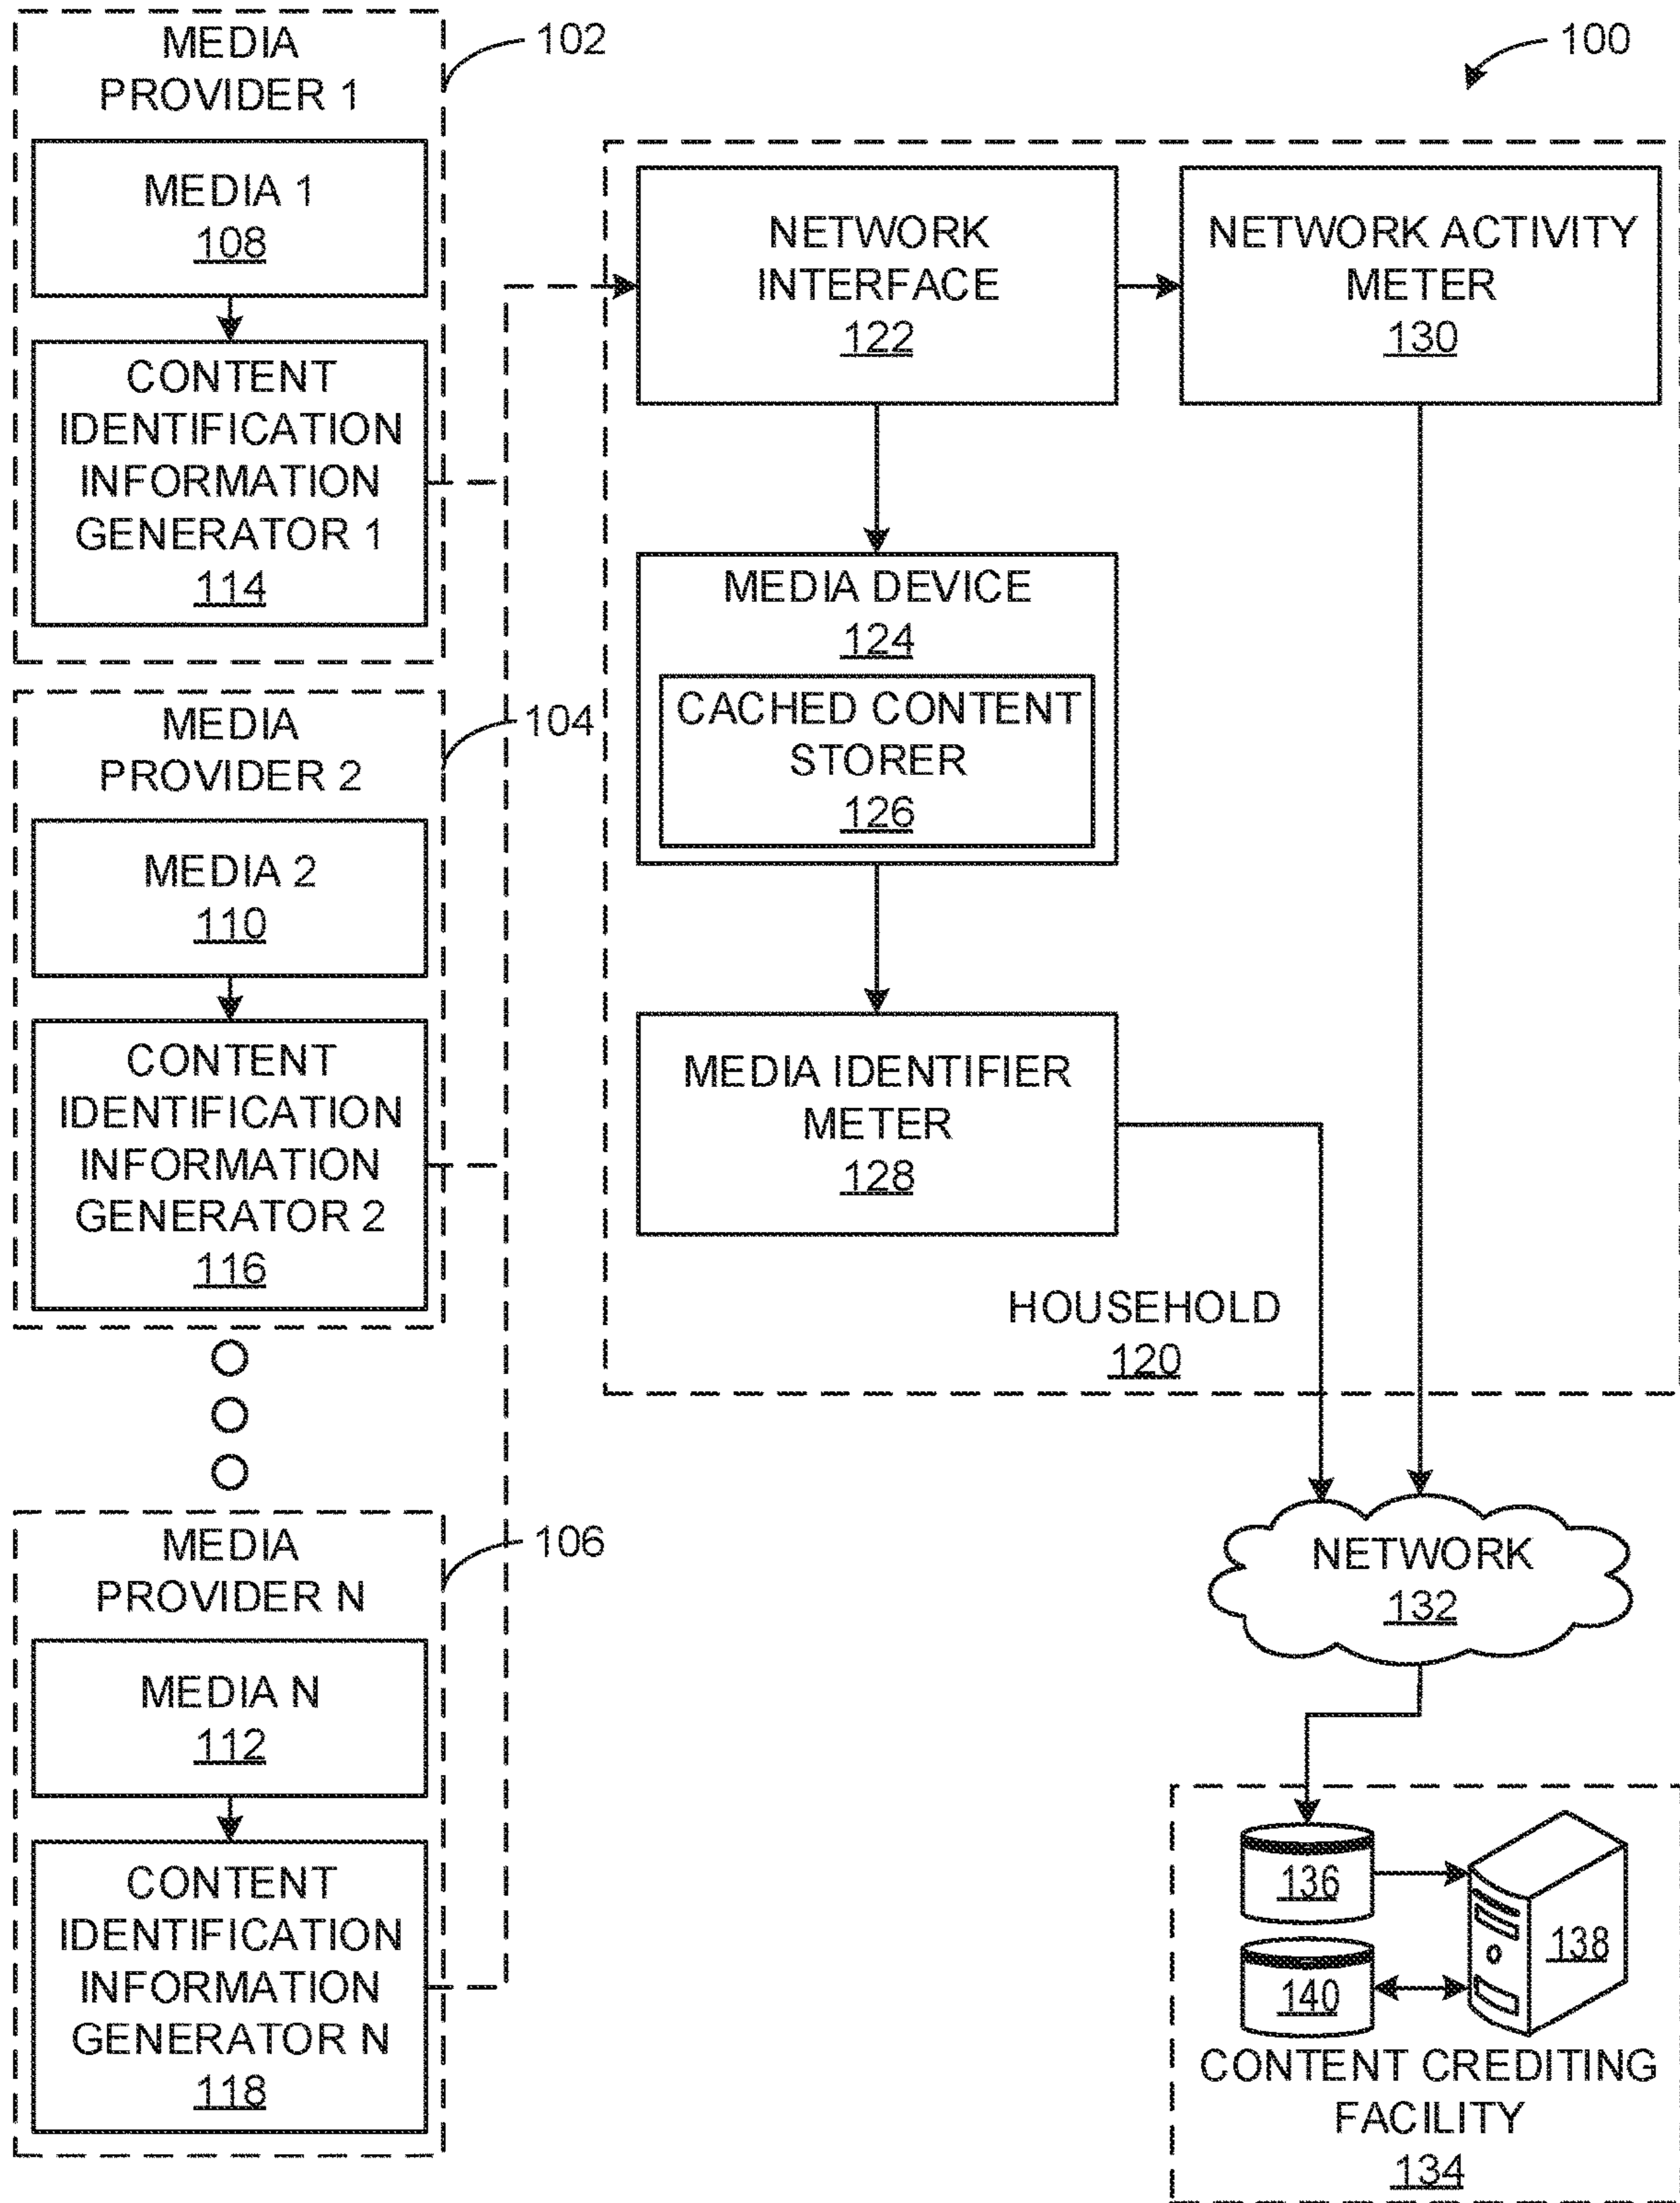 MEDIA
PROVIDER 1
102
MEDIA 1
108
CONTENT
IDENTIFICATION
INFORMATION
GENERATOR 1
114
MEDIA
PROVIDER 2
104
MEDIA 2
110
CONTENT
IDENTIFICATION
INFORMATION
GENERATOR 2
116
MEDIA
PROVIDER N
106
MEDIA N
112
CONTENT
IDENTIFICATION
INFORMATION
GENERATOR N
118
100
NETWORK
INTERFACE
122
NETWORK ACTIVITY
METER
130
MEDIA DEVICE
124
CACHED CONTENT
STORER
126
MEDIA IDENTIFIER
METER
128
HOUSEHOLD
120
NETWORK
132
136
138
140
CONTENT CREDITING
FACILITY
134